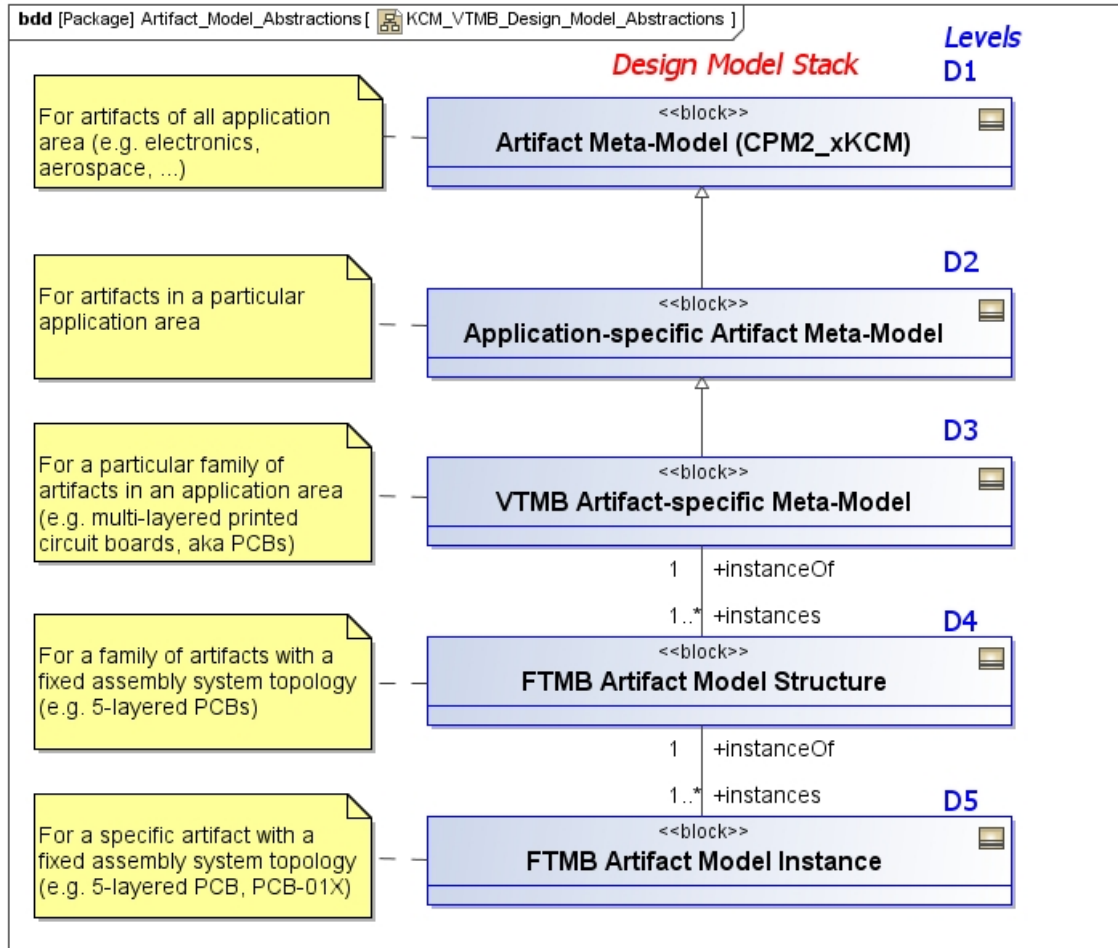 bdd [Package] Artifact_Model_Abstractions [ KCM_VTMB_Design_Model_Abstractions ]
Levels
Design Model Stack
D1
For artifacts of all application
area (e.g. electronics,
aerospace, ...)
<<block>>
Artifact Meta-Model (CPM2_xKCM)
D2
For artifacts in a particular
application area
<<block>>
Application-specific Artifact Meta-Model
D3
For a particular family of
artifacts in an application area
(e.g. multi-layered printed
circuit boards, aka PCBs)
<<block>>
VTMB Artifact-specific Meta-Model
1 +instanceOf
1..* +instances
D4
For a family of artifacts with a
fixed assembly system topology
(e.g. 5-layered PCBs)
<<block>>
FTMB Artifact Model Structure
1 +instanceOf
1..* +instances
D5
For a specific artifact with a
fixed assembly system topology
(e.g. 5-layered PCB, PCB-01X)
<<block>>
FTMB Artifact Model Instance